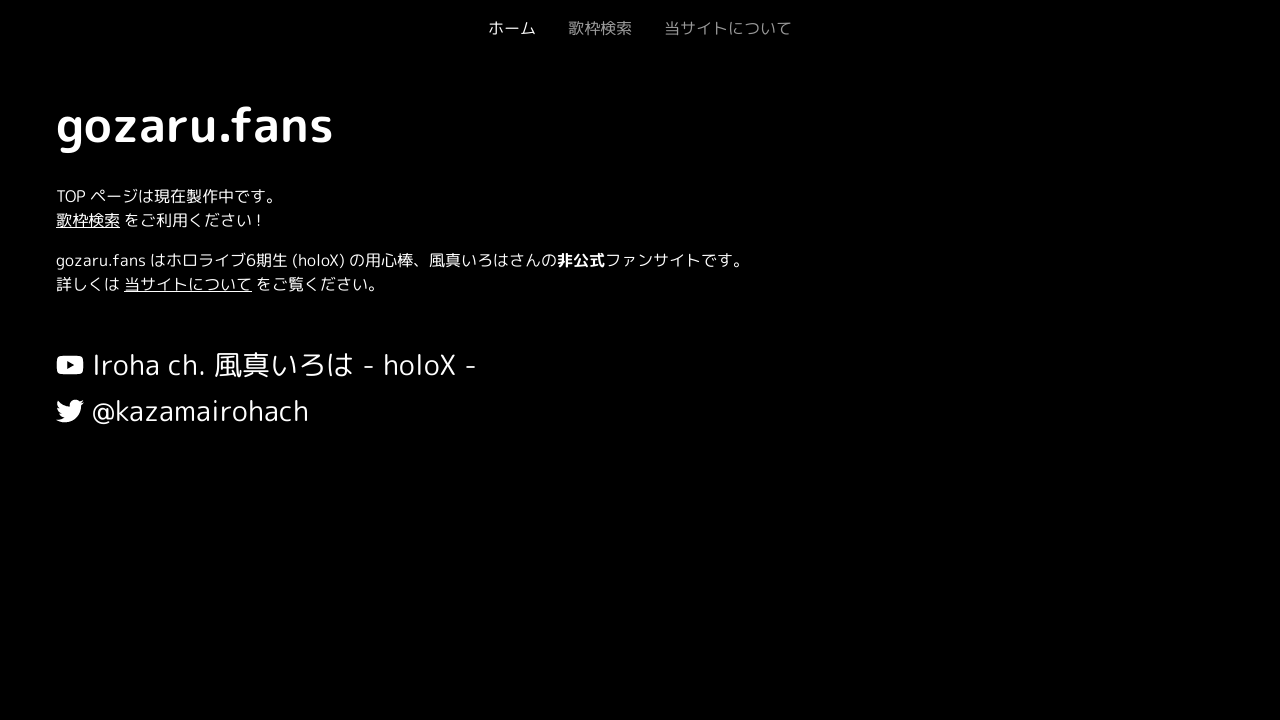 ホーム 歌枠検索 当サイトについて
gozaru.fans
TOP ページは現在製作中です。
歌枠検索 をご利用ください！
gozaru.fans はホロライブ6期生 (holoX) の用心棒、風真いろはさんの非公式ファンサイトです。
詳しくは 当サイトについて をご覧ください。
Iroha ch. 風真いろは - holoX -
@kazamairohach